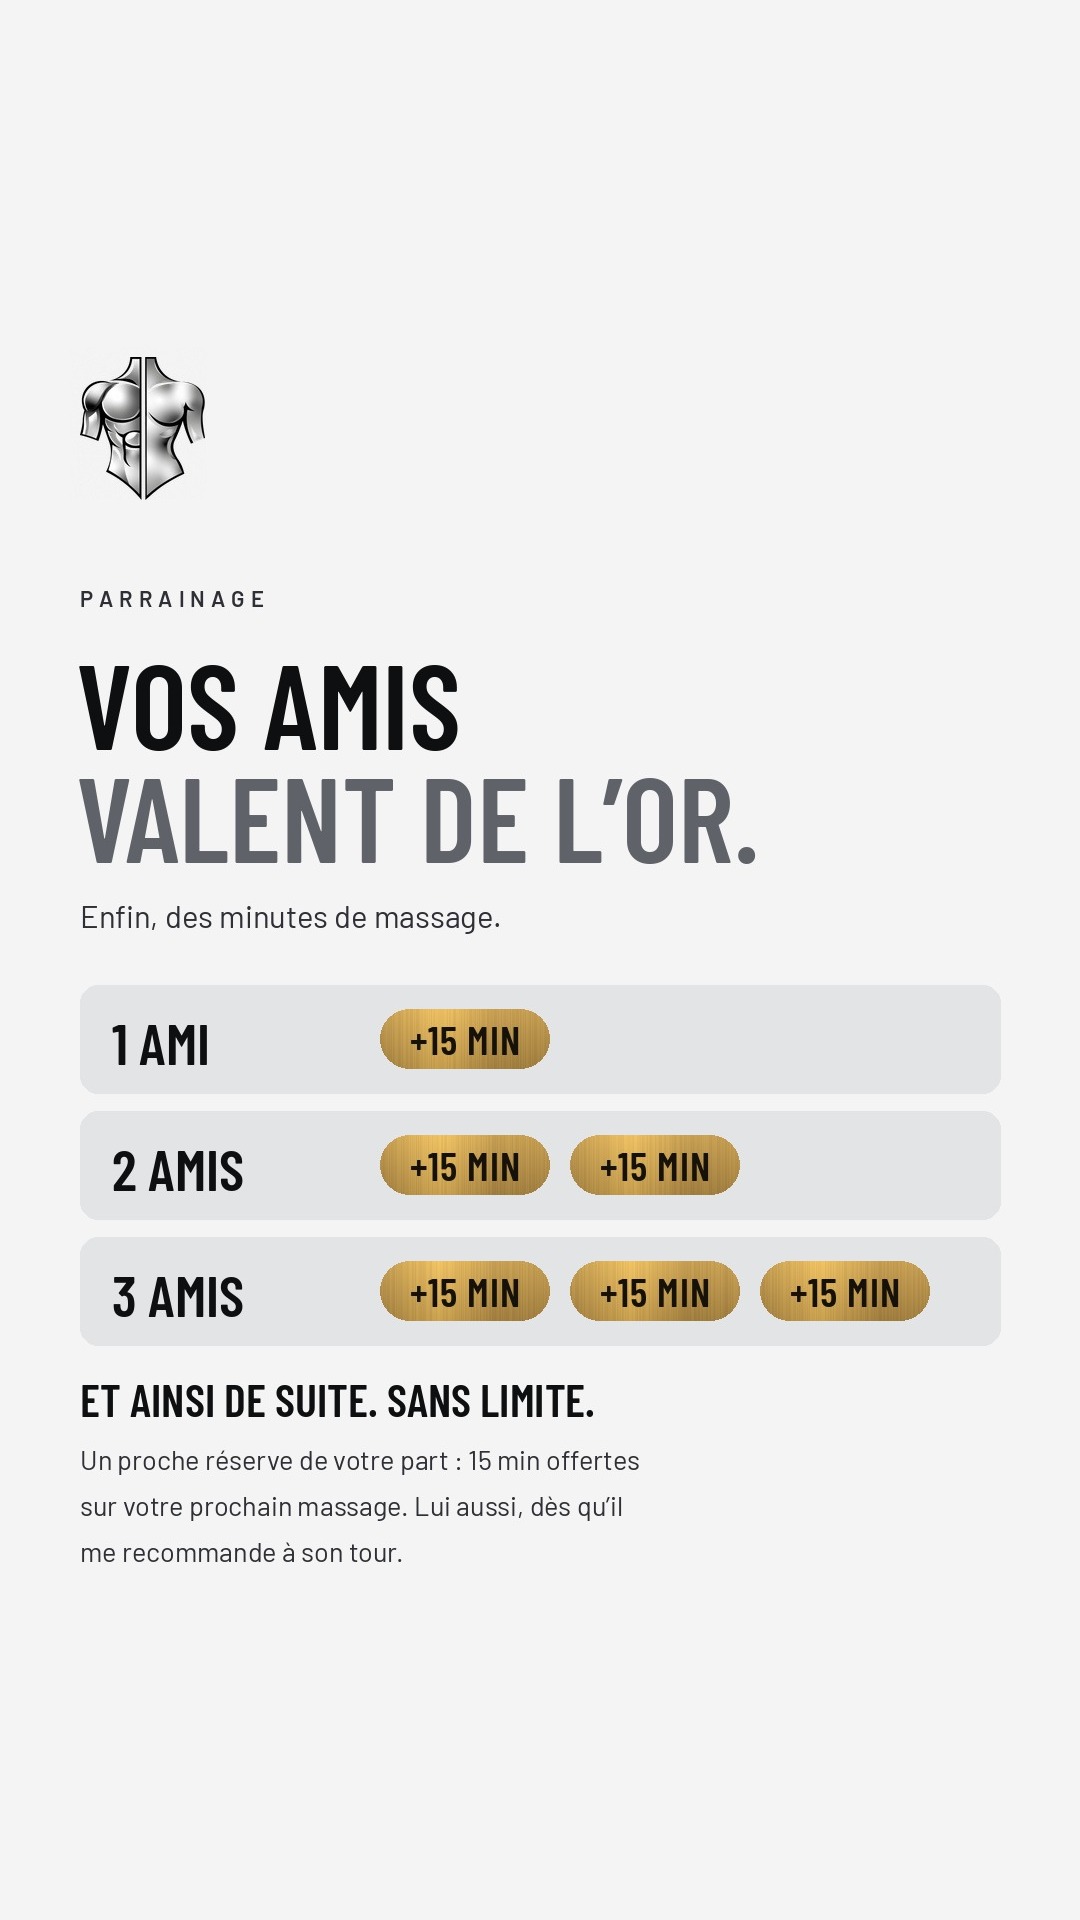 PARRAINAGE
VOS AMIS
VALENT DE L’OR.
Enfin, des minutes de massage.
1 AMI +15 MIN
2 AMIS +15 MIN +15 MIN
3 AMIS +15 MIN +15 MIN +15 MIN
ET AINSI DE SUITE. SANS LIMITE.
Un proche réserve de votre part : 15 min offertes
sur votre prochain massage. Lui aussi, dès qu’il
me recommande à son tour.